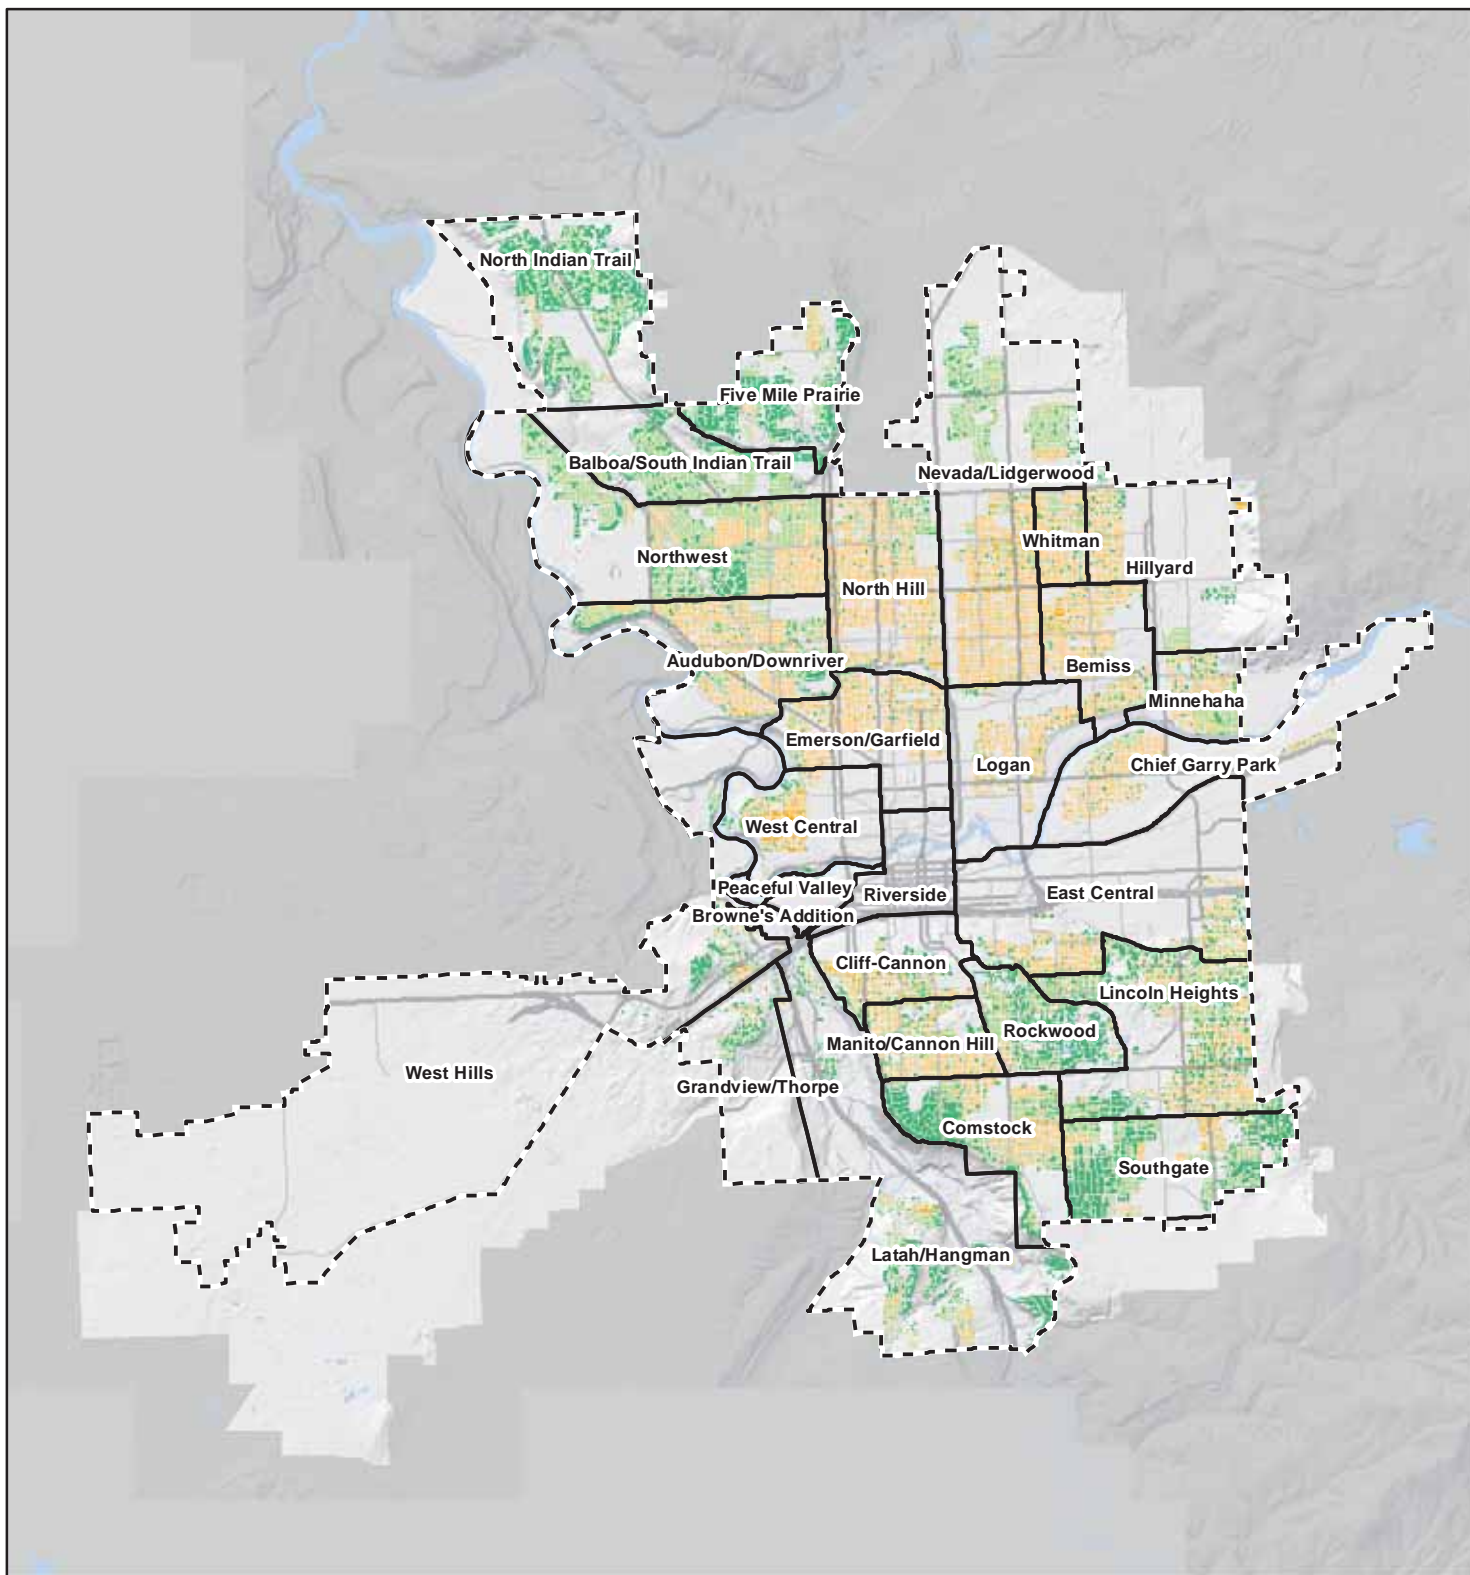 North Indian Trail
Five Mile Prairie
Balboa/South Indian Trail
Nevada/Lidgerwood
Whitman
Northwest
Hillyard
North Hill
Audubon/Downriver
Bemiss
Minnehaha
Emerson/Garfield
Logan
Chief Garry Park
West Central
Peaceful Valley
Riverside
East Central
Browne's Addition
Cliff-Cannon
Lincoln Heights
Rockwood
Manito/Cannon Hill
West Hills
Grandview/Thorpe
Comstock
Southgate
Latah/Hangman